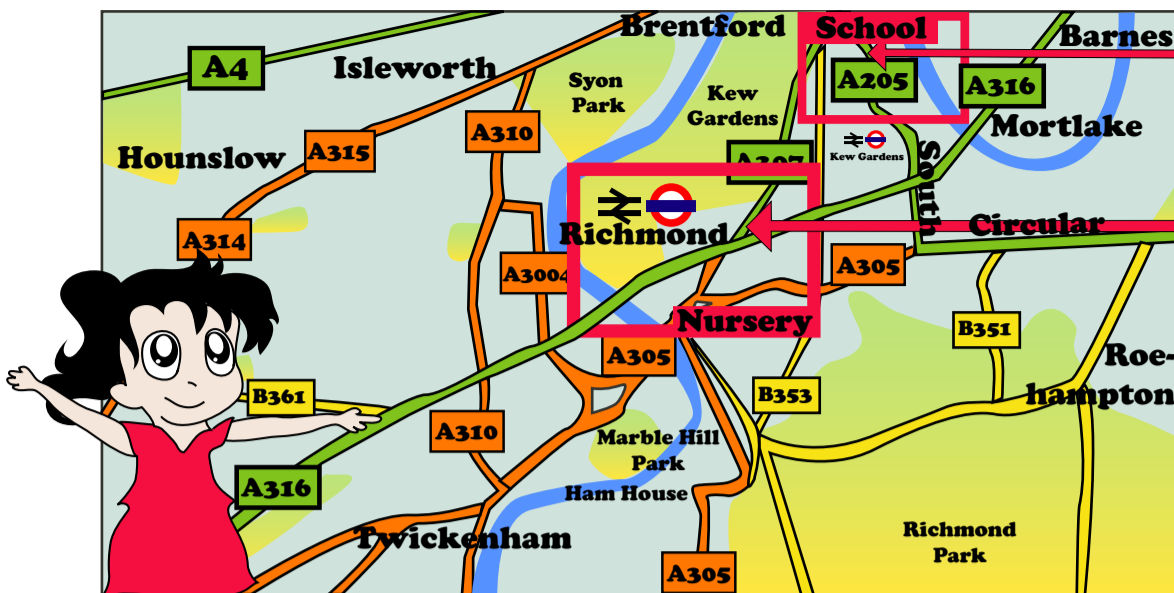 Brentford
School
Barnes
A4
Isleworth
Syon
Park
Kew
Gardens
A205
A316
A310
Mortlake
Hounslow
A315
A307
Kew Gardens
South
Circular
Richmond
A314
A3004
A305
Nursery
B351
A305
Roe-
hampton
B361
B353
A310
Marble Hill
Park
A316
Ham House
Twickenham
Richmond
Park
A305